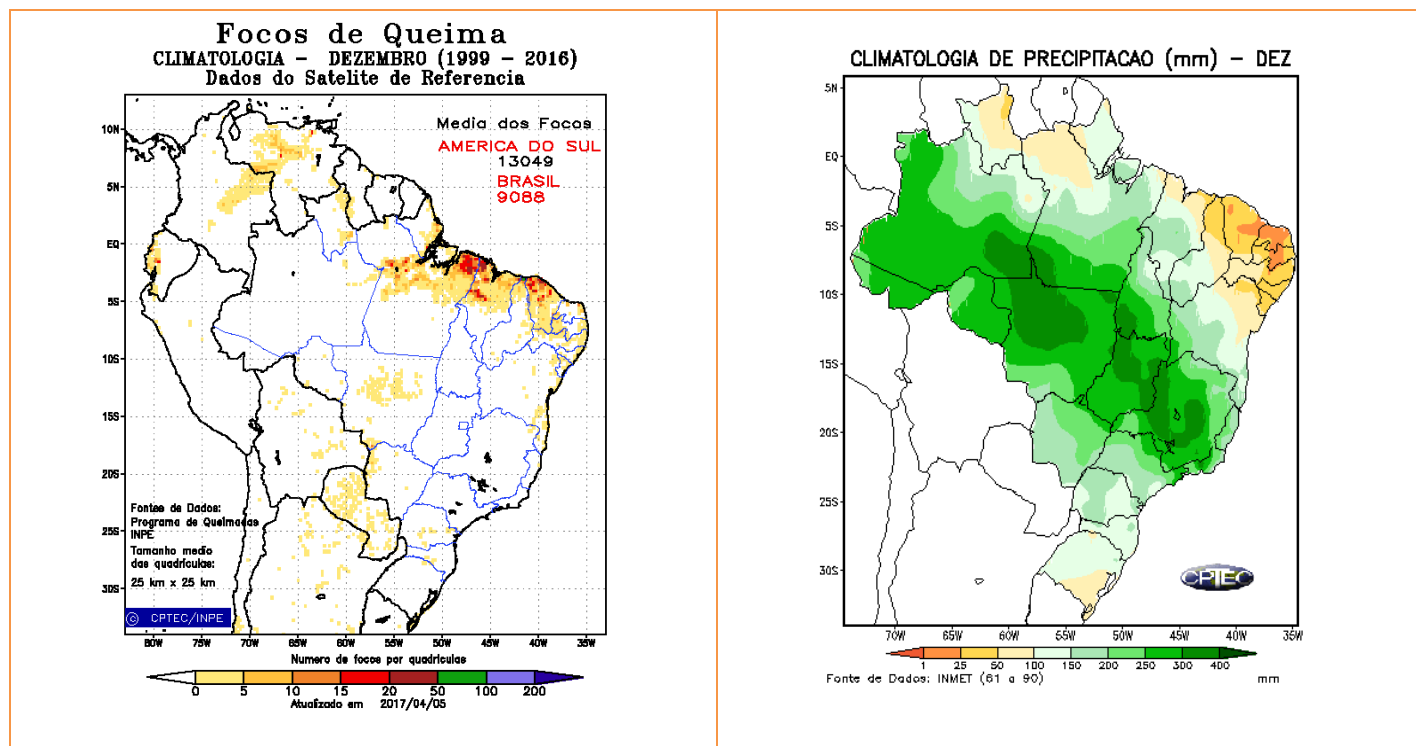 Focos de Queima
CLIMATOLOGIA - DEZEMBRO (1999 - 2016)
Dados do Satelite de Referencia
Media dos Focos
AMERICA DO SUL
13049
BRASIL
9088
10N
5N
EQ
5S
10S
15S
20S
25S
30S
Fontes de Dados:
Programa de Queimadas
INPE
Tamanho medio
das quadriculas:
25 km x 25 km
© CPTEC/INPE
80W 75W 70W 65W 60W 55W 50W 45W 40W 35W
Numero de focos por quadriculas
0 5 10 15 20 50 100 200
Atualizado em 2017/04/05
CLIMATOLOGIA DE PRECIPITACAO (mm) - DEZ
5N
EQ
5S
10S
15S
20S
25S
30S
CPTEC
70W 65W 60W 55W 50W 45W 40W 35W
1 25 50 100 150 200 250 300 400
Fonte de Dados: INMET (61 a 90) mm